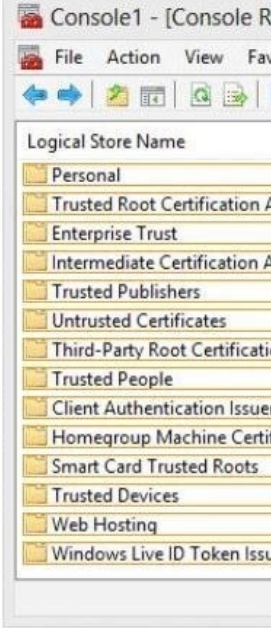 Console1 - [Console R
File Action View Fav
Logical Store Name
Personal
Trusted Root Certification A
Enterprise Trust
Intermediate Certification A
Trusted Publishers
Untrusted Certificates
Third-Party Root Certificati
Trusted People
Client Authentication Issue
Homegroup Machine Certif
Smart Card Trusted Roots
Trusted Devices
Web Hosting
Windows Live ID Token Issu